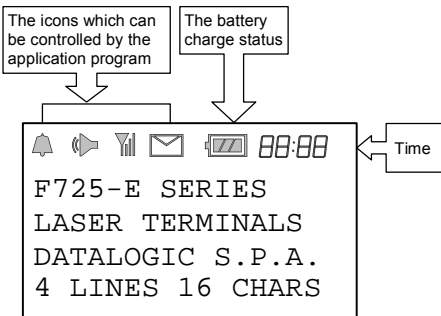 The icons which can
be controlled by the
application program
The battery
charge status
88:88
Time
F725-E SERIES
LASER TERMINALS
DATALOGIC S.P.A.
4 LINES 16 CHARS